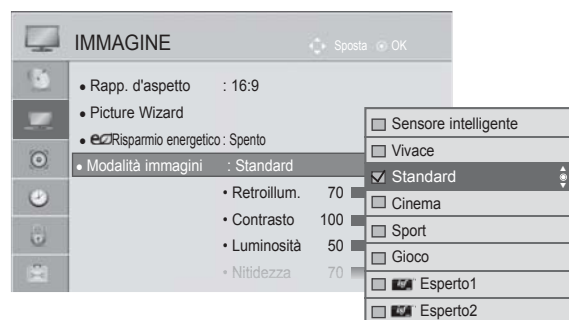 IMMAGINE
Sposta OK
• Rapp. d'aspetto : 16:9
• Picture Wizard
• eco Risparmio energetico : Spento
• Modalità immagini : Standard
• Retroillum. 70
• Contrasto 100
• Luminosità 50
• Nitidezza 70
Sensore intelligente
Vivace
Standard
Cinema
Sport
Gioco
Esperto1
Esperto2